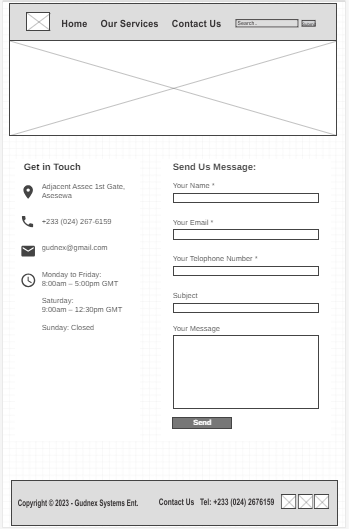 Home Our Services Contact Us Search..
Get in Touch
Adjacent Assec 1st Gate,
Asesewa
+233 (024) 267-6159
gudnex@gmail.com
Monday to Friday:
8:00am – 5:00pm GMT
Saturday:
9:00am – 12:30pm GMT
Sunday: Closed
Send Us Message:
Your Name *
Your Email *
Your Telophone Number *
Subject
Your Message
Send
Copyright © 2023 - Gudnex Systems Ent. Contact Us Tel: +233 (024) 2676159